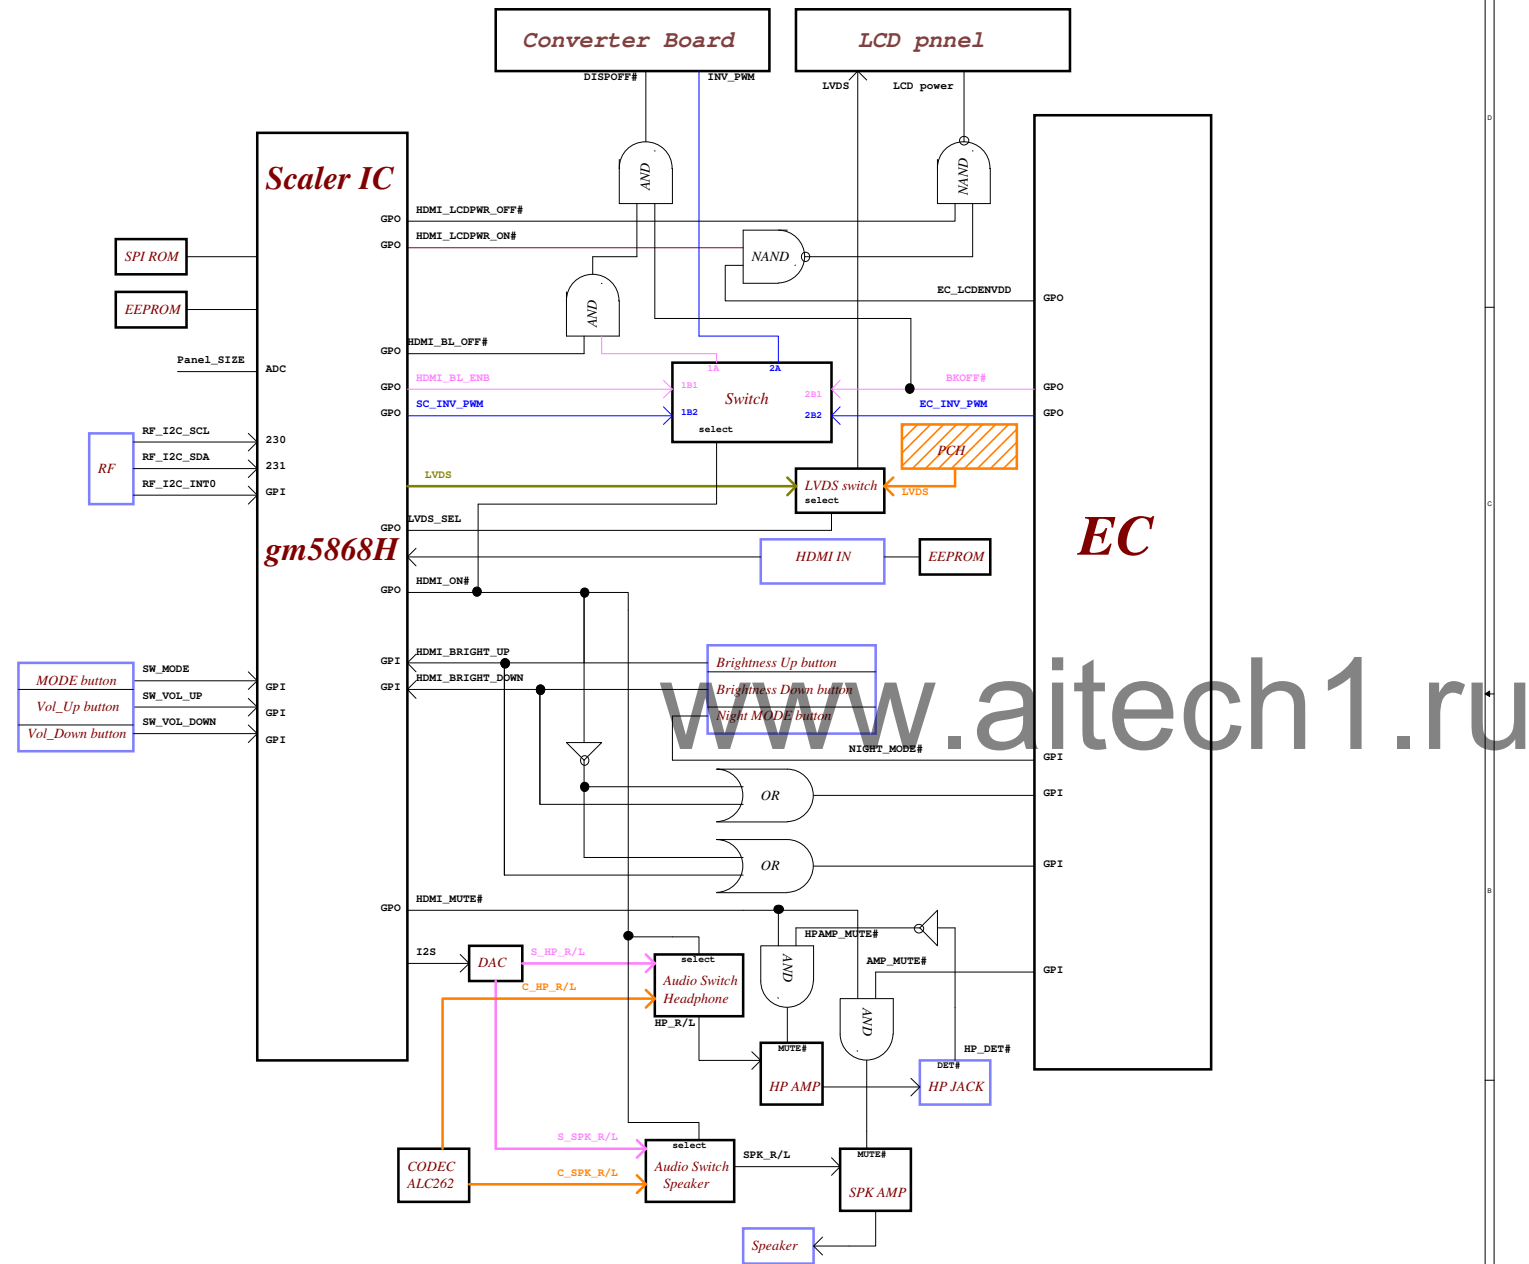 Converter Board
LCD pnnel
DISPOFF#
INV_PWM
LVDS
LCD power
D
Scaler IC
AND
NAND
GPO
HDMI_LCDPWR_OFF#
GPO
HDMI_LCDPWR_ON#
SPI ROM
NAND
EC_LCDENVDD
GPO
EEPROM
AND
HDMI_BL_OFF#
GPO
Panel_SIZE
ADC
1A
2A
GPO
HDMI_BL_ENB
1B1
Switch
2B1
BKOFF#
GPO
GPO
SC_INV_PWM
1B2
2B2
EC_INV_PWM
GPO
select
RF
RF_I2C_SCL
230
RF_I2C_SDA
231
RF_I2C_INT0
GPI
PCH
LVDS
LVDS switch
select
LVDS
C
LVDS_SEL
GPO
gm5868H
HDMI IN
EEPROM
EC
GPO
HDMI_ON#
HDMI_BRIGHT_UP
GPI
HDMI_BRIGHT_DOWN
GPI
Brightness Up button
Brightness Down button
Night MODE button
www.aitech1.ru
MODE button
SW_MODE
GPI
Vol_Up button
SW_VOL_UP
GPI
Vol_Down button
SW_VOL_DOWN
GPI
NIGHT_MODE#
GPI
OR
GPI
OR
GPI
B
GPO
HDMI_MUTE#
HPAMP_MUTE#
I2S
DAC
S_HP_R/L
select
Audio Switch
Headphone
AND
AMP_MUTE#
GPI
C_HP_R/L
HP_R/L
AND
MUTE#
HP AMP
HP_DET#
DET#
HP JACK
S_SPK_R/L
select
CODEC
ALC262
C_SPK_R/L
Audio Switch
Speaker
SPK_R/L
MUTE#
SPK AMP
Speaker